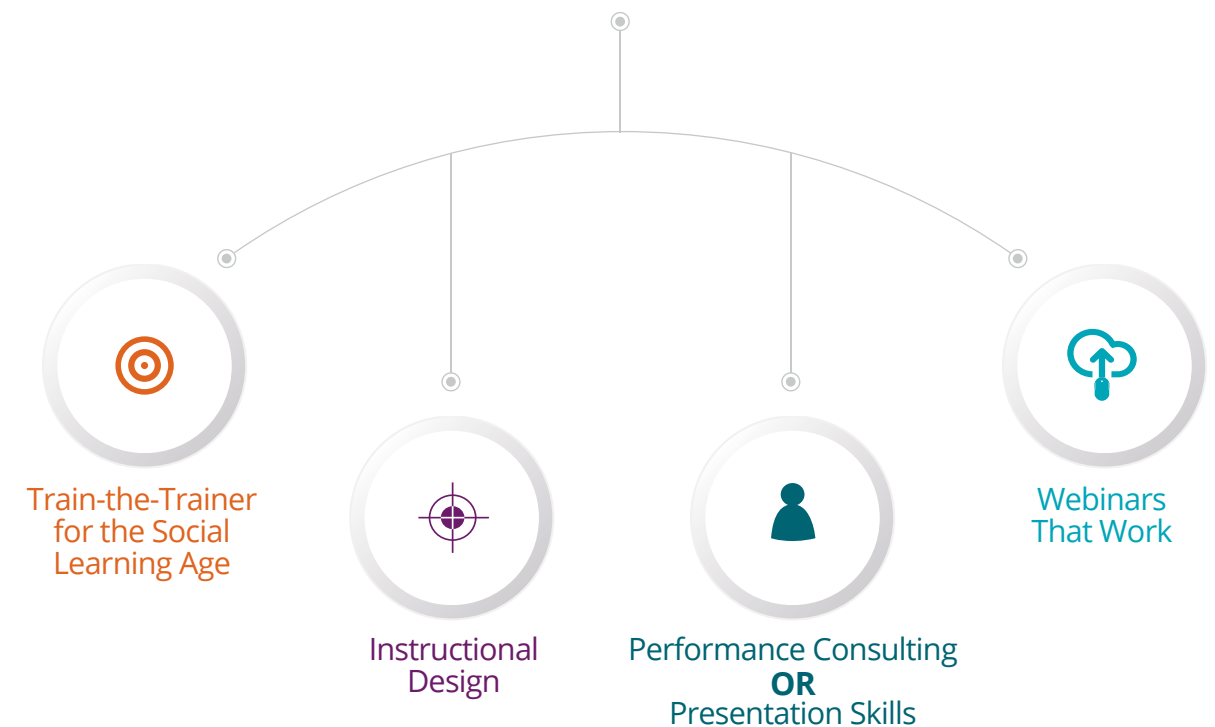 Train-the-Trainer
for the Social
Learning Age
Instructional
Design
Performance Consulting
OR
Presentation Skills
Webinars
That Work